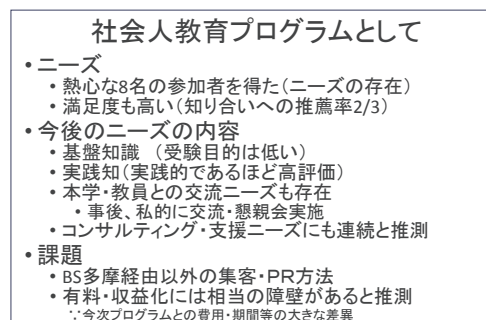 社会人教育プログラムとして
• ニーズ
• 熱心な8名の参加者を得た（ニーズの存在）
• 満足度も高い（知り合いへの推薦率2/3）
• 今後のニーズの内容
• 基盤知識 （受験目的は低い）
• 実践知（実践的であるほど高評価）
• 本学・教員との交流ニーズも存在
• 事後、私的に交流・懇親会実施
• コンサルティング・支援ニーズにも連続と推測
• 課題
• BS多摩経由以外の集客・PR方法
• 有料・収益化には相当の障壁があると推測
∵今次プログラムとの費用・期間等の大きな差異